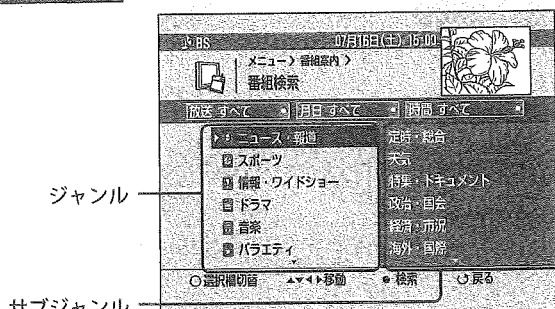 BS 07月16日(土) 15:00
メニュー 〉 番組案内 〉
番組検索
放送 すべて 月日 すべて 時間 すべて
ニュース・報道
スポーツ
情報・ワイドショー
ドラマ
音楽
バラエティ
定時・総合
天気
特集・ドキュメント
政治・国会
経済・市況
海外・国際
選択欄切替 ▲▼◀▶移動 検索 戻る
ジャンル
サブジャンル